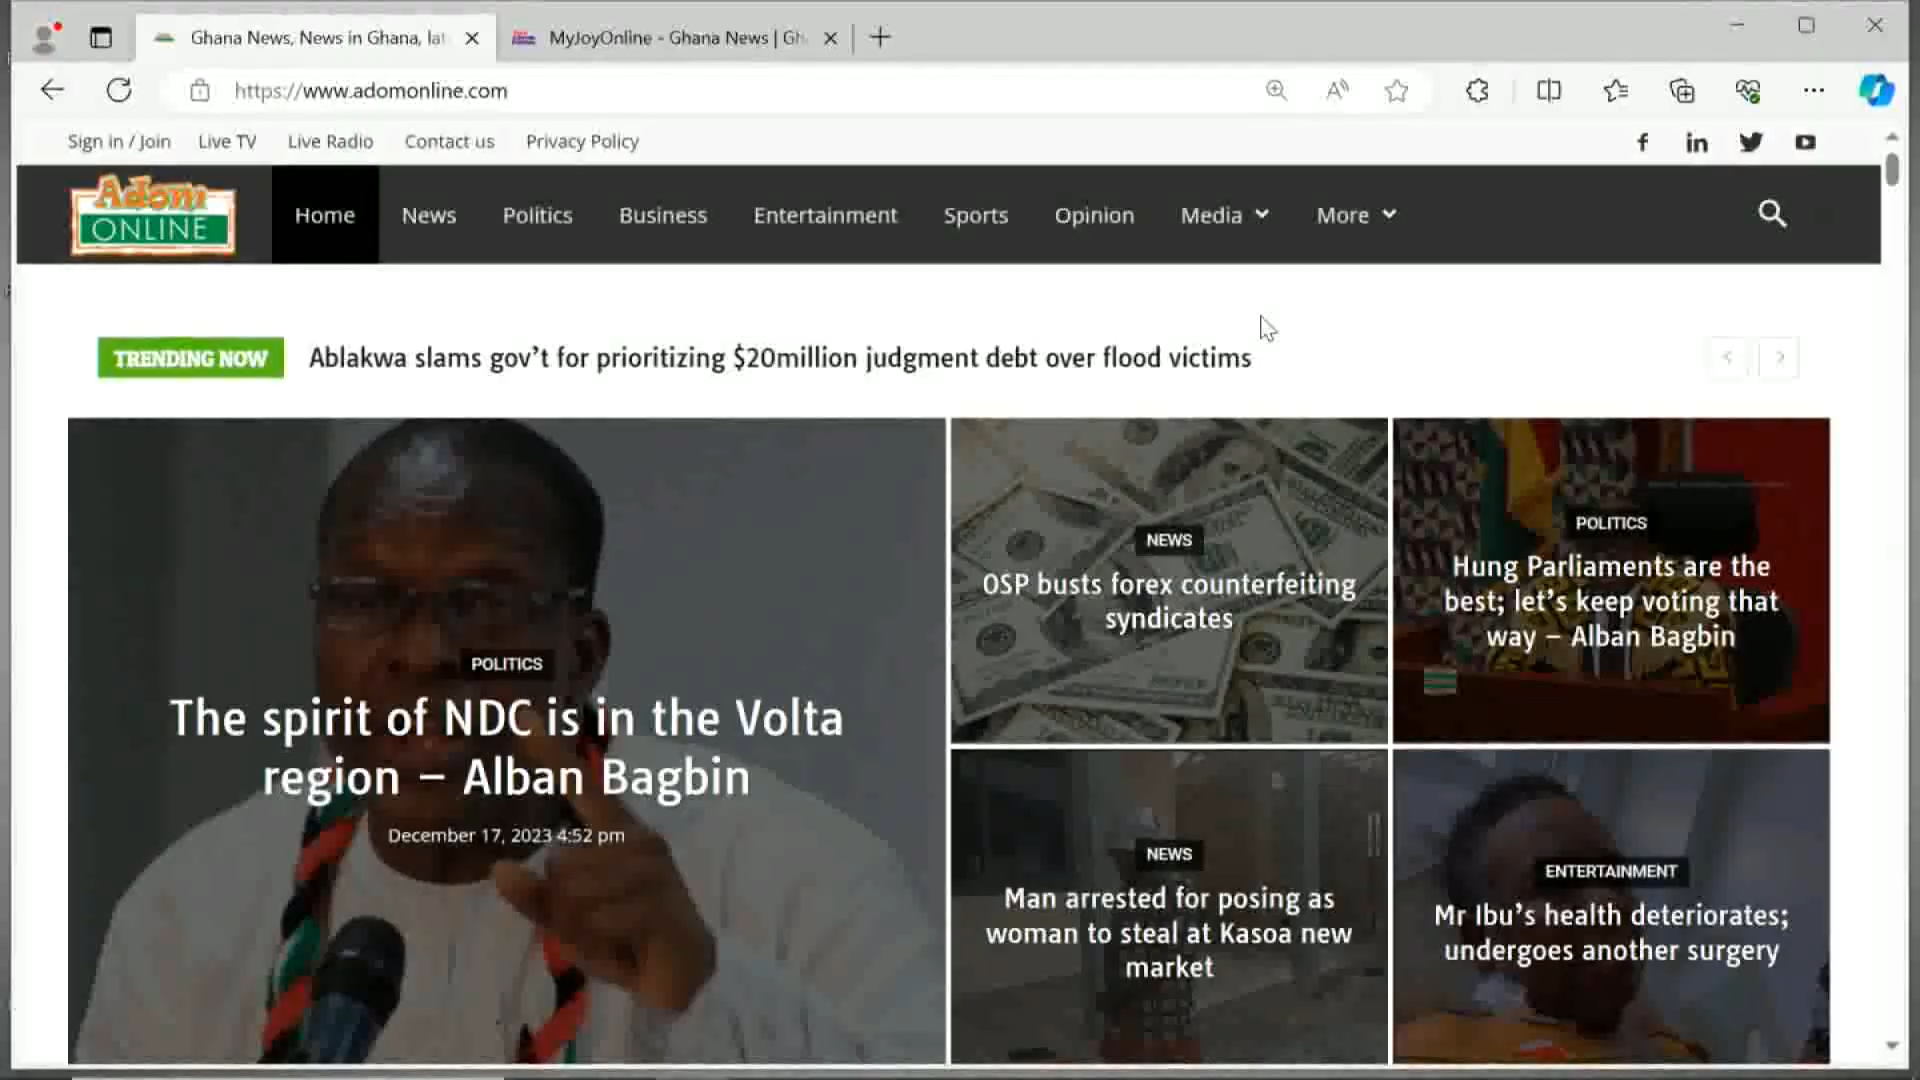 Ghana News, News in Ghana, lat
MyJoyOnline - Ghana News | Gh
https://www.adomonline.com
Sign in / Join Live TV Live Radio Contact us Privacy Policy
Adom
ONLINE
Home News Politics Business Entertainment Sports Opinion Media More
TRENDING NOW Ablakwa slams gov’t for prioritizing $20million judgment debt over flood victims
POLITICS
The spirit of NDC is in the Volta
region – Alban Bagbin
December 17, 2023 4:52 pm
NEWS
OSP busts forex counterfeiting
syndicates
POLITICS
Hung Parliaments are the
best; let’s keep voting that
way – Alban Bagbin
NEWS
Man arrested for posing as
woman to steal at Kasoa new
market
ENTERTAINMENT
Mr Ibu’s health deteriorates;
undergoes another surgery